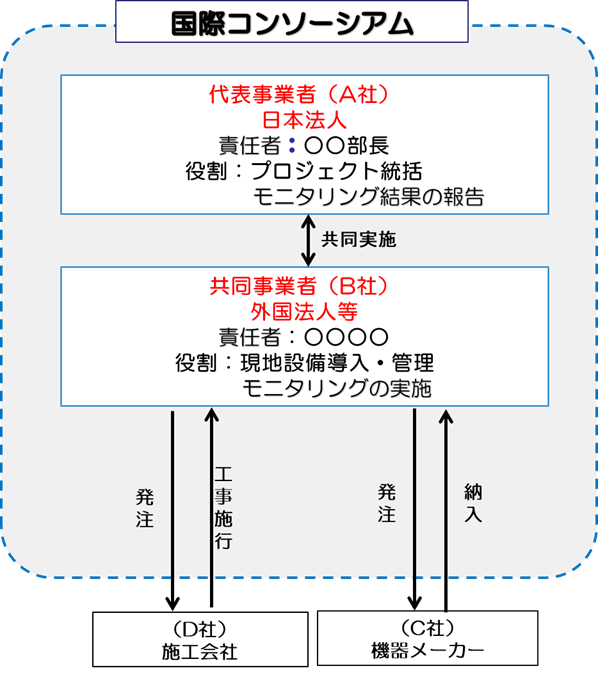 国際コンソーシアム
代表事業者（A社）
日本法人
責任者：〇〇部長
役割：プロジェクト統括
モニタリング結果の報告
共同実施
共同事業者（B社）
外国法人等
責任者：〇〇〇〇
役割：現地設備導入・管理
モニタリングの実施
発注
工事施行
発注
納入
（D社）
施工会社
（C社）
機器メーカー